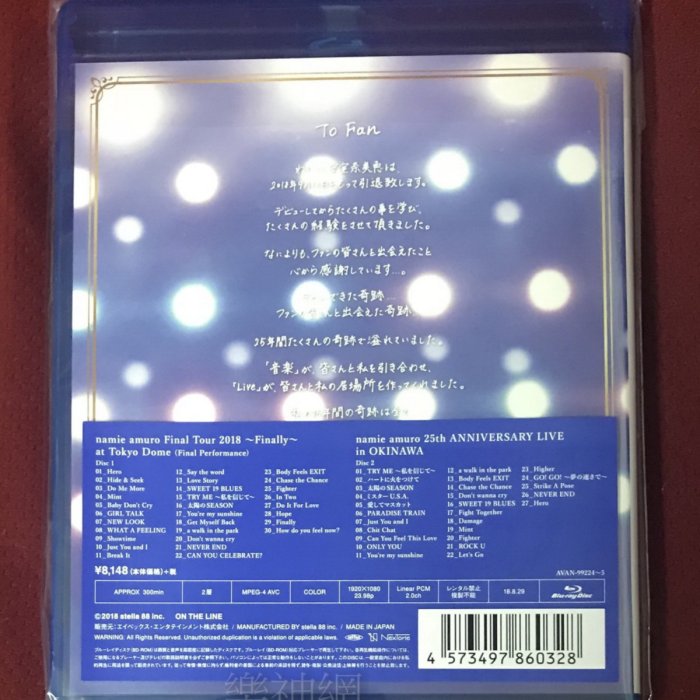 To Fan
2018年9月
って引退致します。
デビューしてからたくさんの事を学び、
たくさんの経験をさせて頂きました。
なによりも、ファンの皆さんと出会えたこと
心から感謝しています…。
できた奇跡…
ファン
さんと出会えた奇跡
25年間たくさんの奇跡で溢れていました。
「音楽」が、皆さんと私を引き合わせ、
「Live」が、皆さんと私の居場所を作ってくれました。
年間の奇跡は全て
namie amuro Final Tour 2018 ～Finally～
at Tokyo Dome (Final Performance)
Disc 1
01_Hero
02_Hide & Seek
03_Do Me More
04_Mint
05_Baby Don't Cry
06_GIRL TALK
07_NEW LOOK
08_WHAT A FEELING
09_Showtime
10_Just You and I
11_Break It
12_Say the word
13_Love Story
14_SWEET 19 BLUES
15_TRY ME ～私を信じて～
16_太陽のSEASON
17_You're my sunshine
18_Get Myself Back
19_a walk in the park
20_Don't wanna cry
21_NEVER END
22_CAN YOU CELEBRATE?
23_Body Feels EXIT
24_Chase the Chance
25_Fighter
26_In Two
27_Do It For Love
28_Hope
29_Finally
30_How do you feel now?
namie amuro 25th ANNIVERSARY LIVE
in OKINAWA
Disc 2
01_TRY ME ～私を信じて～
02_ハートに火をつけて
03_太陽のSEASON
04_ミスターU.S.A.
05_愛してマスカット
06_PARADISE TRAIN
07_Just You and I
08_Chit Chat
09_Can You Feel This Love
10_ONLY YOU
11_You're my sunshine
12_a walk in the park
13_Body Feels EXIT
14_Chase the Chance
15_Don't wanna cry
16_SWEET 19 BLUES
17_Fight Together
18_Damage
19_Mint
20_Fighter
21_ROCK U
22_Let's Go
23_Higher
24_GO! GO! ～夢の速さで～
25_Strike A Pose
26_NEVER END
27_Hero
¥8,148(本体価格)+税
AVAN-99224～5
APPROX 300min
2層
MPEG-4 AVC
COLOR
1920×1080
23.98p
Linear PCM
2.0ch
レンタル禁止
複製不能
18.8.29
Blu-ray Disc
©2018 stella 88 inc. ON THE LINE
販売元：エイベックス・エンタテインメント株式会社 / MANUFACTURED BY stella 88 inc. / MADE IN JAPAN
WARNING: All Rights Reserved. Unauthorized duplication is a violation of applicable laws.
Nextone
4 573497 860328
樂神網